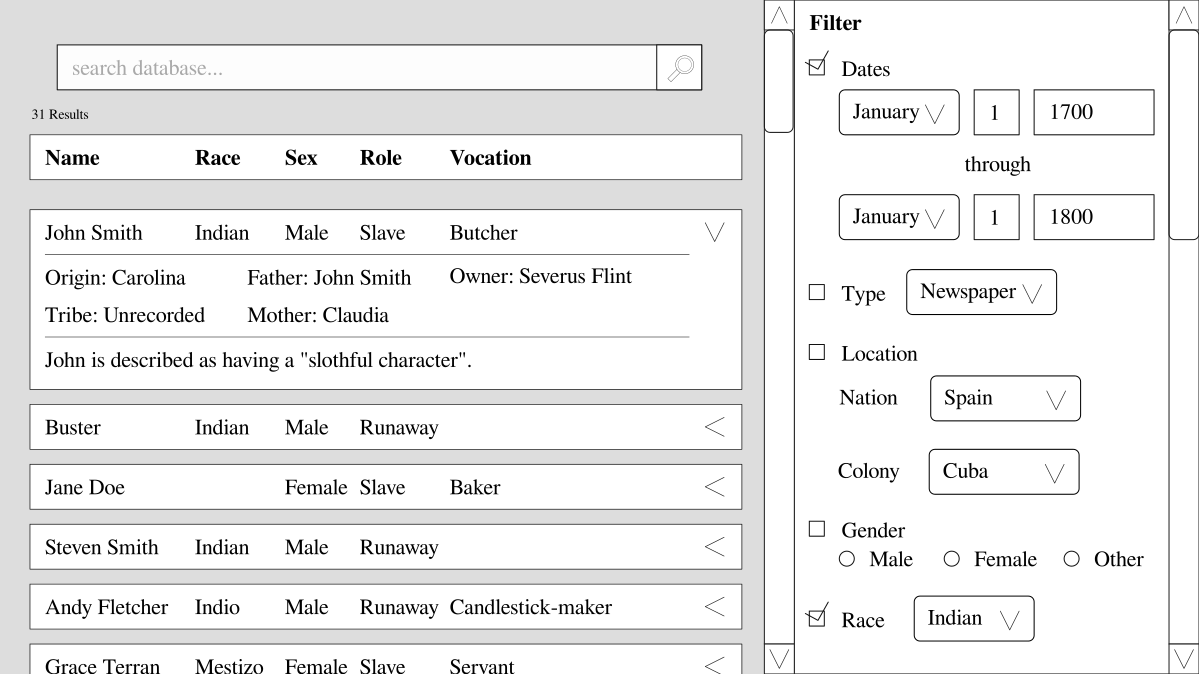 search database...
31 Results
Name Race Sex Role Vocation
John Smith Indian Male Slave Butcher
Origin: Carolina Father: John Smith Owner: Severus Flint
Tribe: Unrecorded Mother: Claudia
John is described as having a "slothful character".
Buster Indian Male Runaway
Jane Doe Female Slave Baker
Steven Smith Indian Male Runaway
Andy Fletcher Indio Male Runaway Candlestick-maker
Grace Terran Mestizo Female Slave Servant
Filter
Dates
January 1 1700
through
January 1 1800
Type Newspaper
Location
Nation Spain
Colony Cuba
Gender
Male Female Other
Race Indian